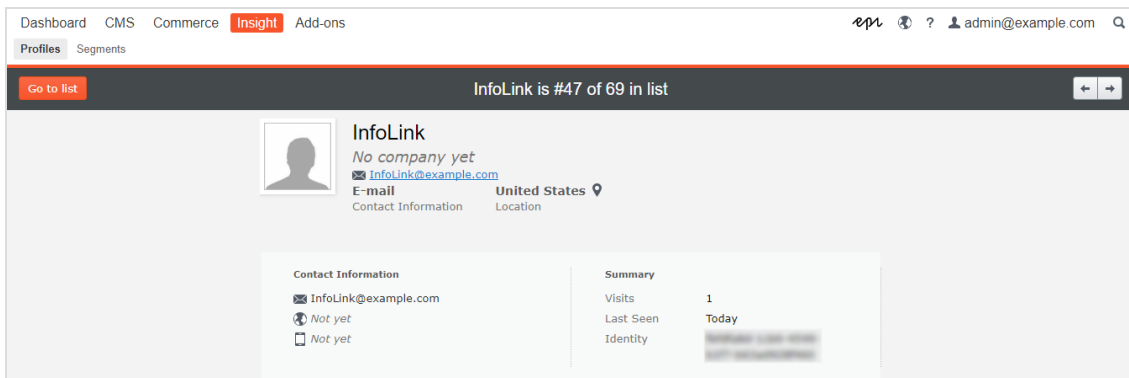 Dashboard CMS Commerce Insight Add-ons epi ? admin@example.com
Profiles Segments
Go to list InfoLink is #47 of 69 in list
InfoLink
No company yet
InfoLink@example.com
E-mail United States
Contact Information Location
Contact Information Summary
InfoLink@example.com Visits 1
Not yet Last Seen Today
Not yet Identity